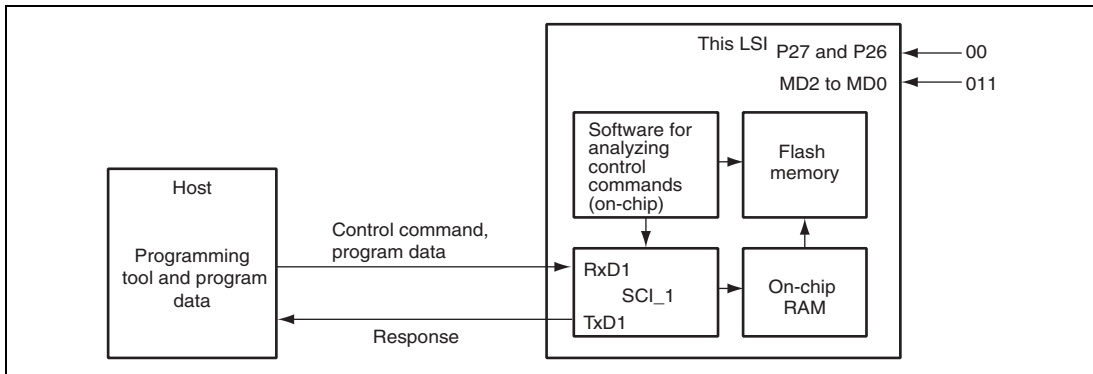 This LSI
P27 and P26
00
MD2 to MD0
011
Software for
analyzing
control
commands
(on-chip)
Flash
memory
Host
Programming
tool and program
data
Control command,
program data
Response
RxD1
SCI_1
TxD1
On-chip
RAM